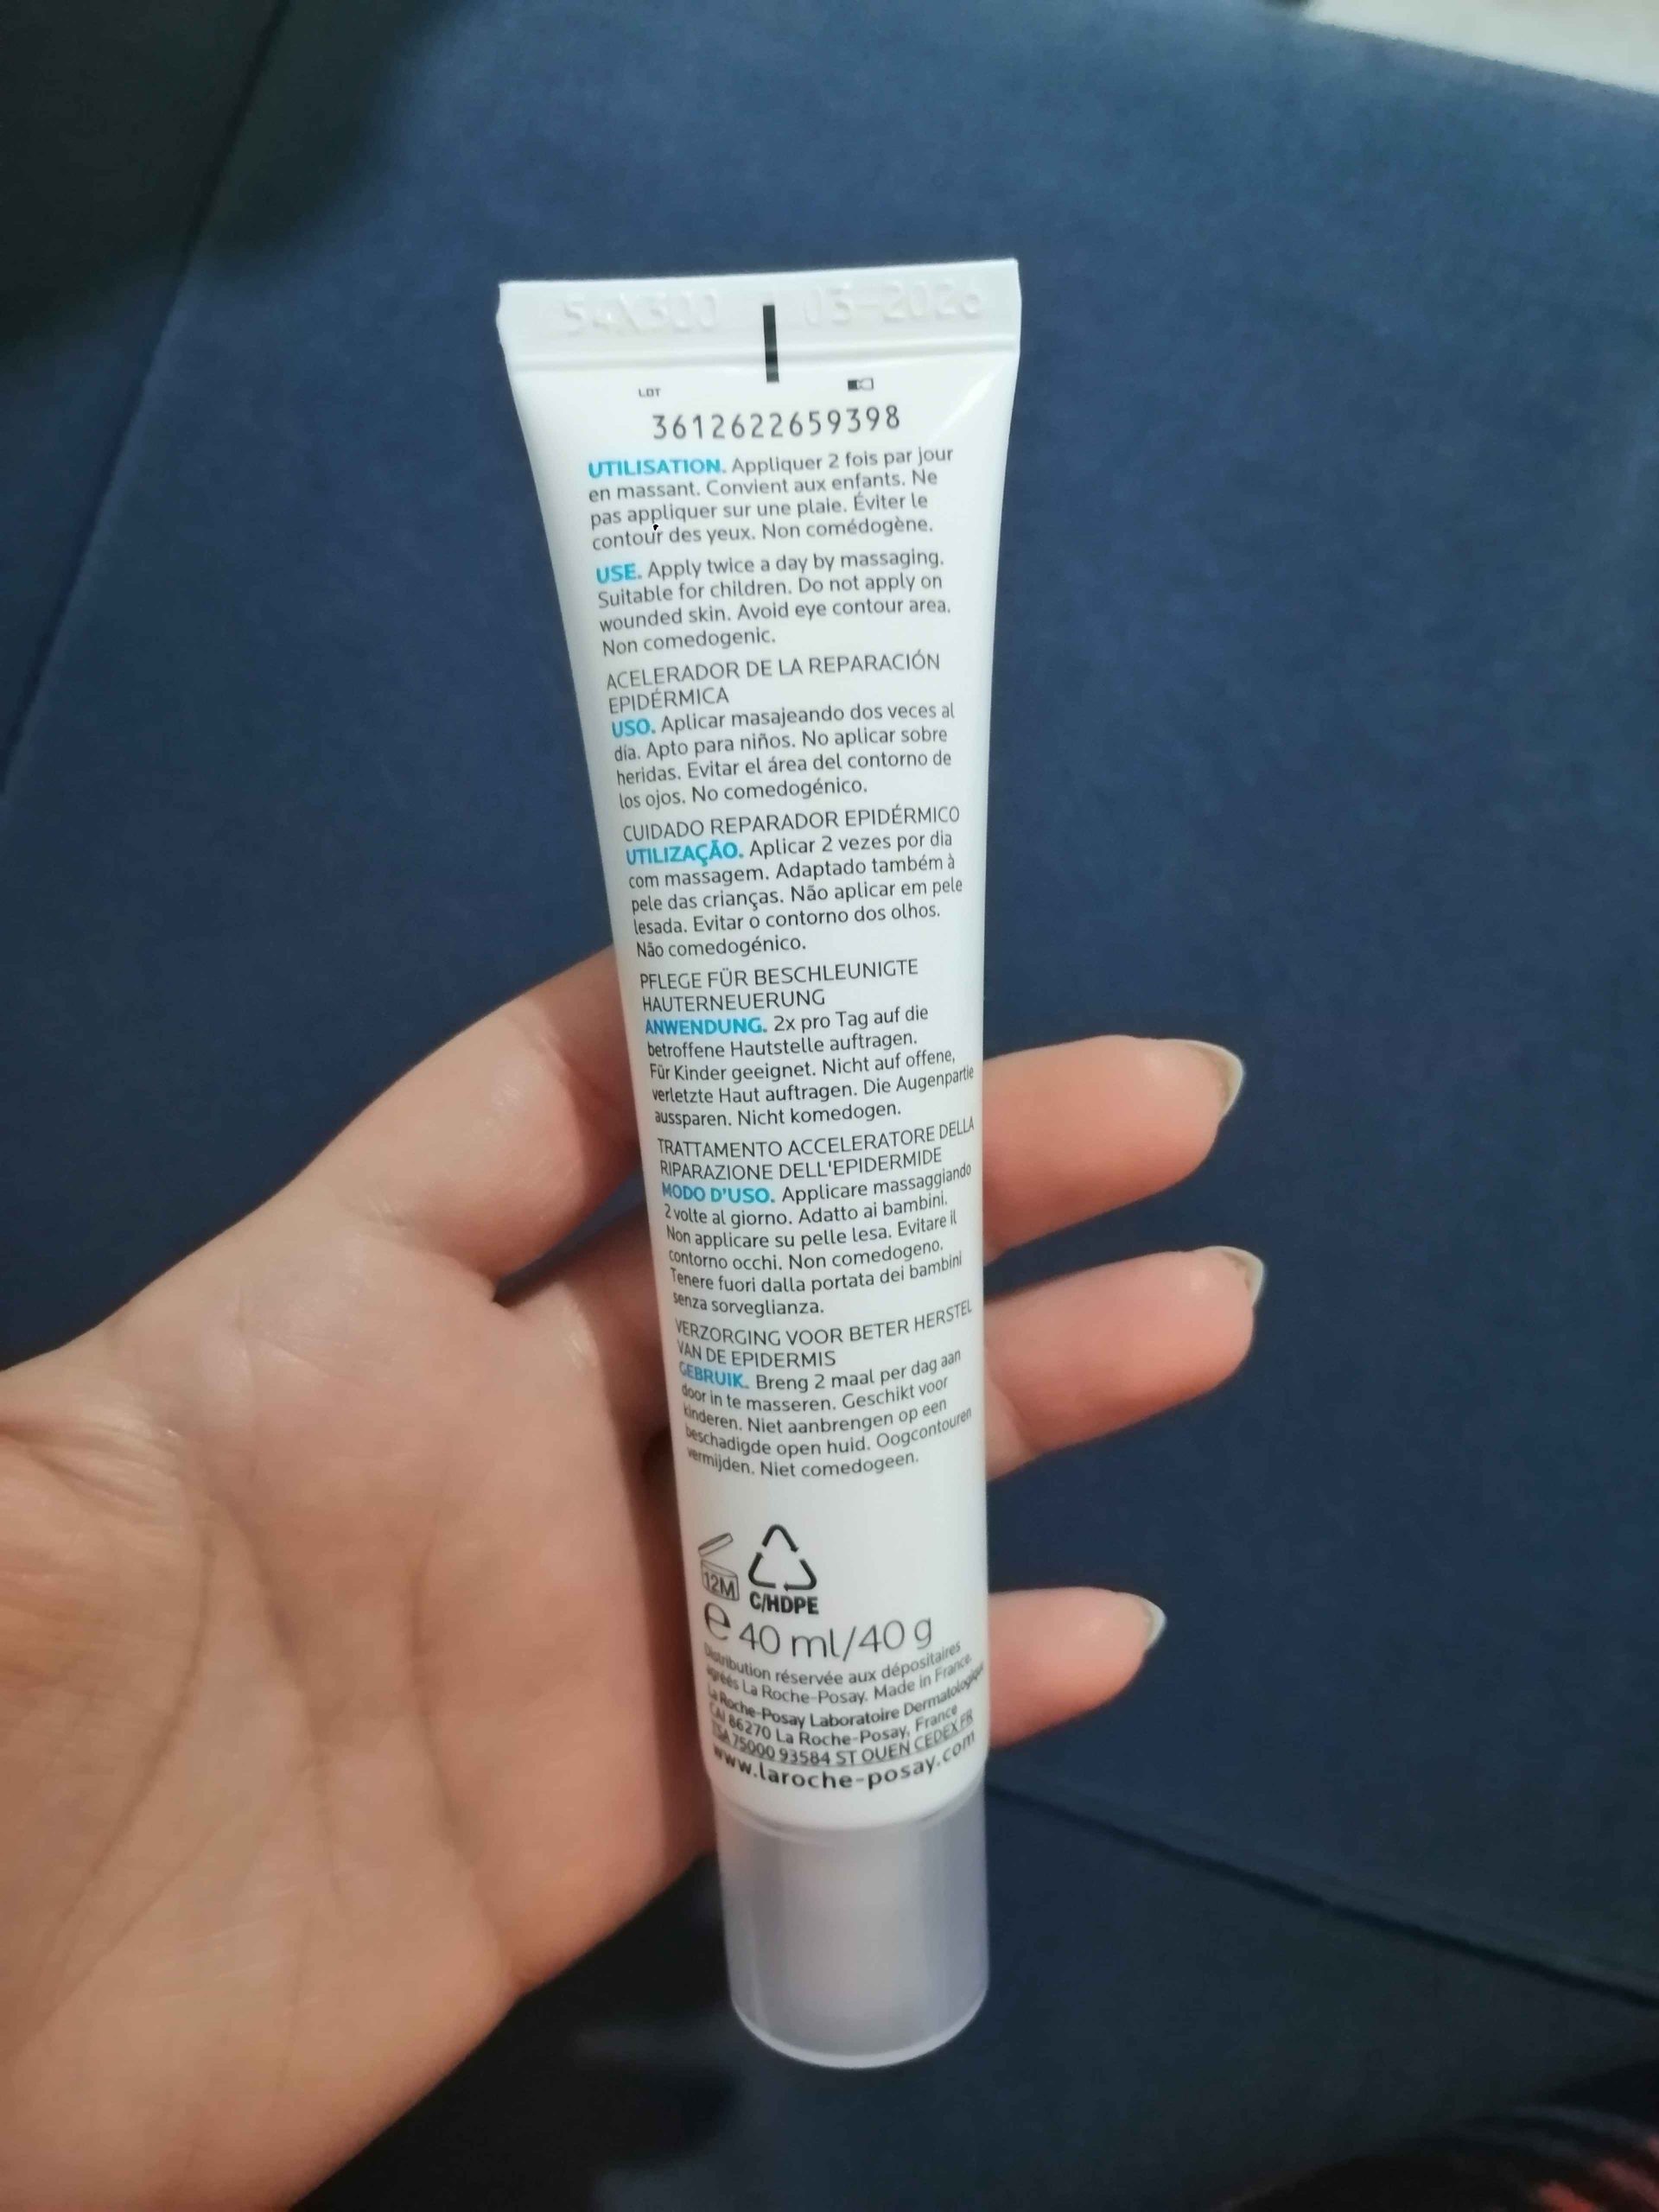 54X300 03-2026
LOT
3612622659398
UTILISATION. Appliquer 2 fois par jour
en massant. Convient aux enfants. Ne
pas appliquer sur une plaie. Éviter le
contour des yeux. Non comédogène.
USE. Apply twice a day by massaging.
Suitable for children. Do not apply on
wounded skin. Avoid eye contour area.
Non comedogenic.
ACELERADOR DE LA REPARACIÓN
EPIDÉRMICA
USO. Aplicar masajeando dos veces al
día. Apto para niños. No aplicar sobre
heridas. Evitar el área del contorno de
los ojos. No comedogénico.
CUIDADO REPARADOR EPIDÉRMICO
UTILIZAÇÃO. Aplicar 2 vezes por dia
com massagem. Adaptado também à
pele das crianças. Não aplicar em pele
lesada. Evitar o contorno dos olhos.
Não comedogénico.
PFLEGE FÜR BESCHLEUNIGTE
HAUTERNEUERUNG
ANWENDUNG. 2x pro Tag auf die
betroffene Hautstelle auftragen.
Für Kinder geeignet. Nicht auf offene,
verletzte Haut auftragen. Die Augenpartie
aussparen. Nicht komedogen.
TRATTAMENTO ACCELERATORE DELLA
RIPARAZIONE DELL'EPIDERMIDE
MODO D'USO. Applicare massaggiando
2 volte al giorno. Adatto ai bambini.
Non applicare su pelle lesa. Evitare il
contorno occhi. Non comedogeno.
Tenere fuori dalla portata dei bambini
senza sorveglianza.
VERZORGING VOOR BETER HERSTEL
VAN DE EPIDERMIS
GEBRUIK. Breng 2 maal per dag aan
door in te masseren. Geschikt voor
kinderen. Niet aanbrengen op een
beschadigde open huid. Oogcontouren
vermijden. Niet comedogeen.
12M
C/HDPE
e 40 ml/40 g
Distribution réservée aux dépositaires
agréés La Roche-Posay. Made in France.
La Roche-Posay Laboratoire Dermatologique
CAI 86270 La Roche-Posay, France
TSA 75000 93584 ST OUEN CEDEX FR
www.laroche-posay.com